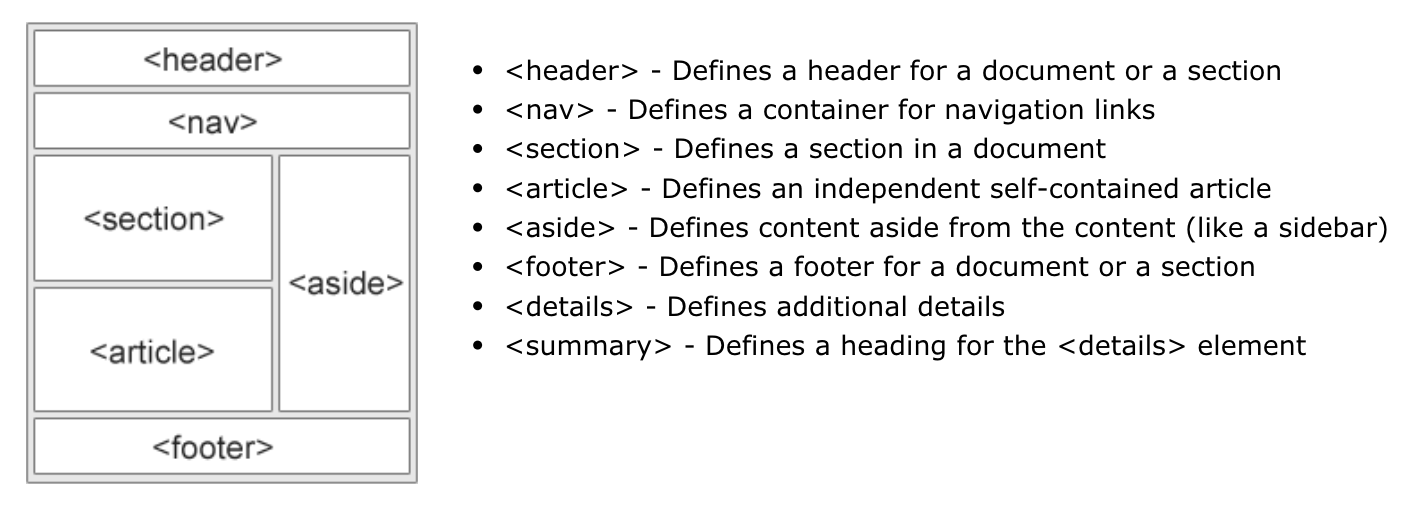 <header>
<nav>
<section>
<aside>
<article>
<footer>
• <header> - Defines a header for a document or a section
• <nav> - Defines a container for navigation links
• <section> - Defines a section in a document
• <article> - Defines an independent self-contained article
• <aside> - Defines content aside from the content (like a sidebar)
• <footer> - Defines a footer for a document or a section
• <details> - Defines additional details
• <summary> - Defines a heading for the <details> element